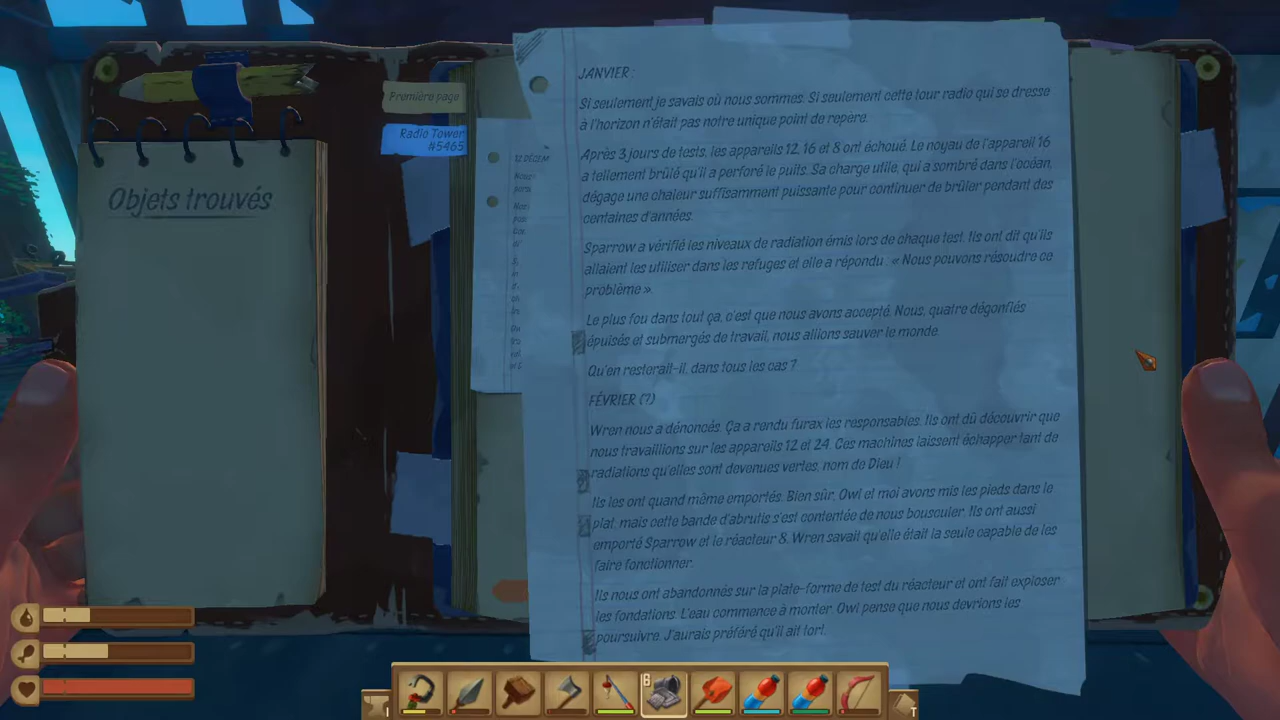 Objets trouvés
Première page
Radio Tower
#5465
12 DÉCEM
JANVIER :
Si seulement je savais où nous sommes. Si seulement cette tour radio qui se dresse
à l'horizon n'était pas notre unique point de repère.
Après 3 jours de tests, les appareils 12, 16 et 8 ont échoué. Le noyau de l'appareil 16
a tellement brûlé qu'il a perforé le puits. Sa charge utile, qui a sombré dans l'océan,
dégage une chaleur suffisamment puissante pour continuer de brûler pendant des
centaines d'années.
Sparrow a vérifié les niveaux de radiation émis lors de chaque test. Ils ont dit qu'ils
allaient les utiliser dans les refuges et elle a répondu : « Nous pouvons résoudre ce
problème ».
Le plus fou dans tout ça, c'est que nous avons accepté. Nous, quatre dégonflés
épuisés et submergés de travail, nous allions sauver le monde.
Qu'en resterait-il, dans tous les cas ?
FÉVRIER (?)
Wren nous a dénoncés. Ça a rendu furax les responsables. Ils ont dû découvrir que
nous travaillions sur les appareils 12 et 24. Ces machines laissent échapper tant de
radiations qu'elles sont devenues vertes, nom de Dieu !
Ils les ont quand même emportés. Bien sûr, Owl et moi avons mis les pieds dans le
plat, mais cette bande d'abrutis s'est contentée de nous bousculer. Ils ont aussi
emporté Sparrow et le réacteur 8. Wren savait qu'elle était la seule capable de les
faire fonctionner.
Ils nous ont abandonnés sur la plate-forme de test du réacteur et ont fait exploser
les fondations. L'eau commence à monter. Owl pense que nous devrions les
poursuivre. J'aurais préféré qu'il ait tort.
B
I
T